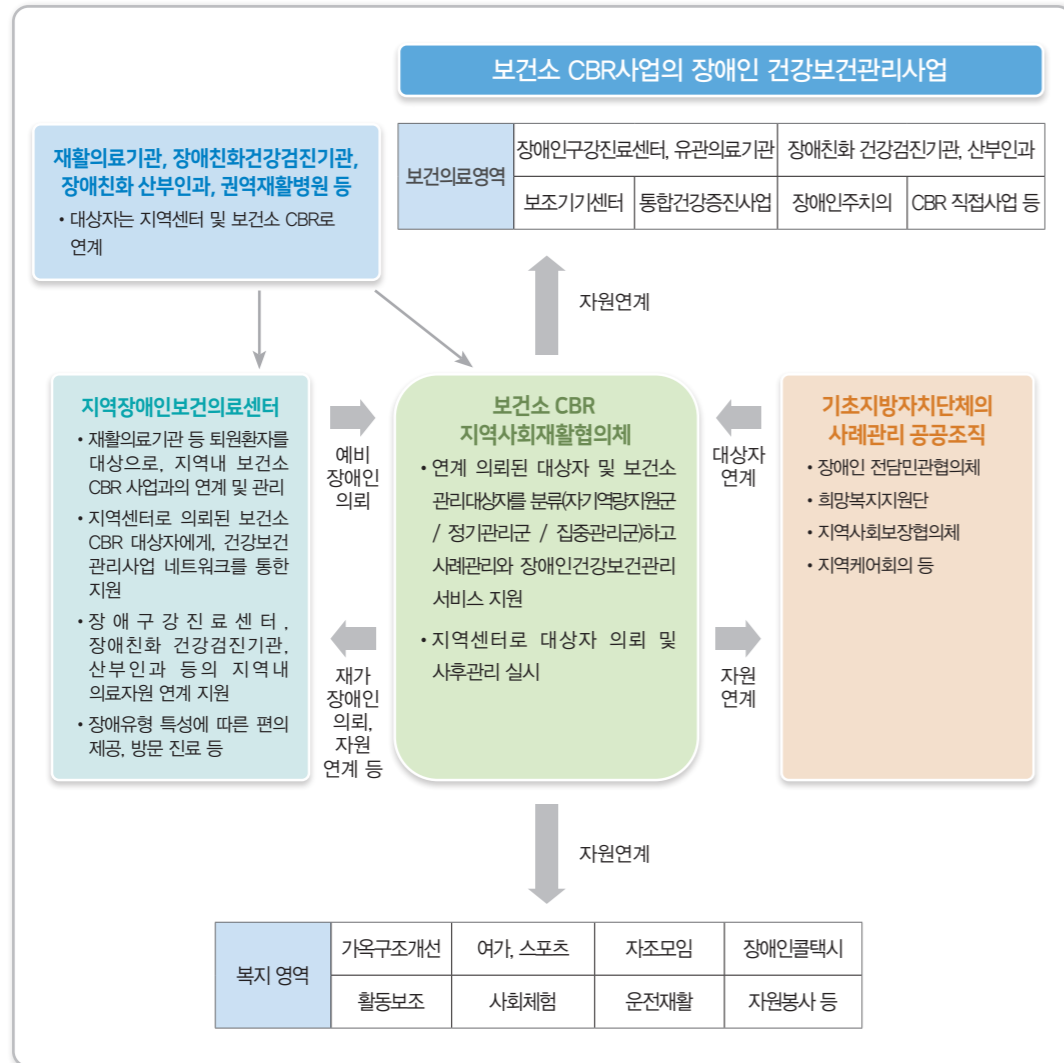 보건소 CBR사업의 장애인 건강보건관리사업
재활의료기관, 장애친화건강검진기관,
장애친화 산부인과, 권역재활병원 등
• 대상자는 지역센터 및 보건소 CBR로
연계
보건의료영역
장애인구강진료센터, 유관의료기관
장애친화 건강검진기관, 산부인과
보조기기센터
통합건강증진사업
장애인주치의
CBR 직접사업 등
자원연계
지역장애인보건의료센터
• 재활의료기관 등 퇴원환자를
대상으로, 지역내 보건소
CBR 사업과의 연계 및 관리
• 지역센터로 의뢰된 보건소
CBR 대상자에게, 건강보건
관리사업 네트워크를 통한
지원
• 장애구강진료센터,
장애친화 건강검진기관,
산부인과 등의 지역내
의료자원 연계 지원
• 장애유형 특성에 따른 편의
제공, 방문 진료 등
예비
장애인
의뢰
재가
장애인
의뢰,
자원
연계 등
보건소 CBR
지역사회재활협의체
• 연계 의뢰된 대상자 및 보건소
관리대상자를 분류(자기역량지원군
/ 정기관리군 / 집중관리군)하고
사례관리와 장애인건강보건관리
서비스 지원
• 지역센터로 대상자 의뢰 및
사후관리 실시
대상자
연계
자원
연계
기초지방자치단체의
사례관리 공공조직
• 장애인 전담민관협의체
• 희망복지지원단
• 지역사회보장협의체
• 지역케어회의 등
자원연계
복지 영역
가옥구조개선
여가, 스포츠
자조모임
장애인콜택시
활동보조
사회체험
운전재활
자원봉사 등